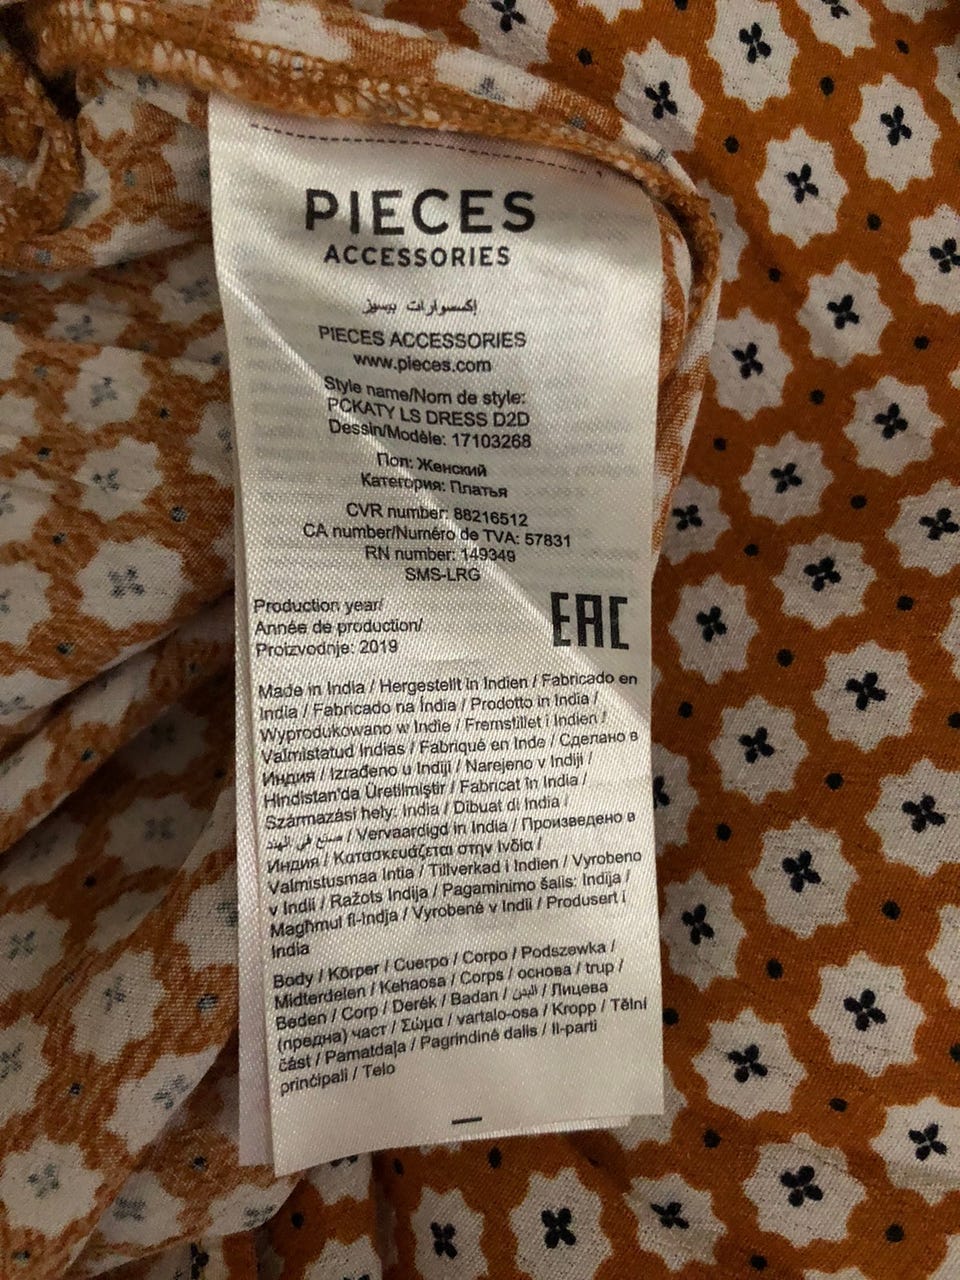 PIECES
ACCESSORIES
إكسسوارات بيسيز
PIECES ACCESSORIES
www.pieces.com
Style name/Nom de style:
PCKATY LS DRESS D2D
Dessin/Modèle: 17103268
Пол: Женский
Категория: Платья
CVR number: 88216512
CA number/Numéro de TVA: 57831
RN number: 149349
SMS-LRG
Production year/
Année de production/
Proizvodnje: 2019
EAC
Made in India / Hergestellt in Indien / Fabricado en
India / Fabricado na Índia / Prodotto in India /
Wyprodukowano w Indie / Fremstillet i Indien /
Valmistatud Indias / Fabriqué en Inde / Сделано в
Индия / Izrađeno u Indiji / Narejeno v Indiji /
Hindistan'da Üretilmiştir / Fabricat în India /
Származási hely: India / Dibuat di India /
صنع في الهند / Vervaardigd in India / Произведено в
Индия / Κατασκευάζεται στην Ινδία /
Valmistusmaa Intia / Tillverkad i Indien / Vyrobeno
v Indii / Ražots Indija / Pagaminimo šalis: Indija /
Magħmul fl-Indja / Vyrobené v Indii / Produsert i
India
Body / Körper / Cuerpo / Corpo / Podszewka /
Midterdelen / Kehaosa / Corps / основа / trup /
Beden / Corp / Derék / Badan / البدن / Лицева
(предна) част / Σώμα / vartalo-osa / Kropp / Tělní
část / Pamatdaļa / Pagrindinė dalis / Il-parti
prinċipali / Telo